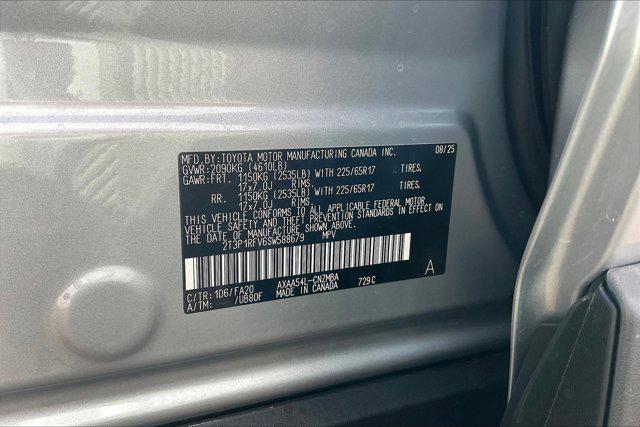 MFD.BY:TOYOTA MOTOR MANUFACTURING CANADA INC. 08/25
GVWR:2090KG (4610LB)
GAWR:FRT. 1150KG (2535LB) WITH 225/65R17 TIRES.
17x7.0J RIMS.
RR. 1150KG (2535LB) WITH 225/65R17 TIRES.
17x7.0J RIMS.
THIS VEHICLE CONFORMS TO ALL APPLICABLE FEDERAL MOTOR
VEHICLE SAFETY AND THEFT PREVENTION STANDARDS IN EFFECT
ON THE DATE OF MANUFACTURE SHOWN ABOVE.
2T3P1RFV6SW588679 MPV
A
C/TR:1D6/FA20 AXAA54L-CNZMBA 729C
A/TM: /UB80F MADE IN CANADA